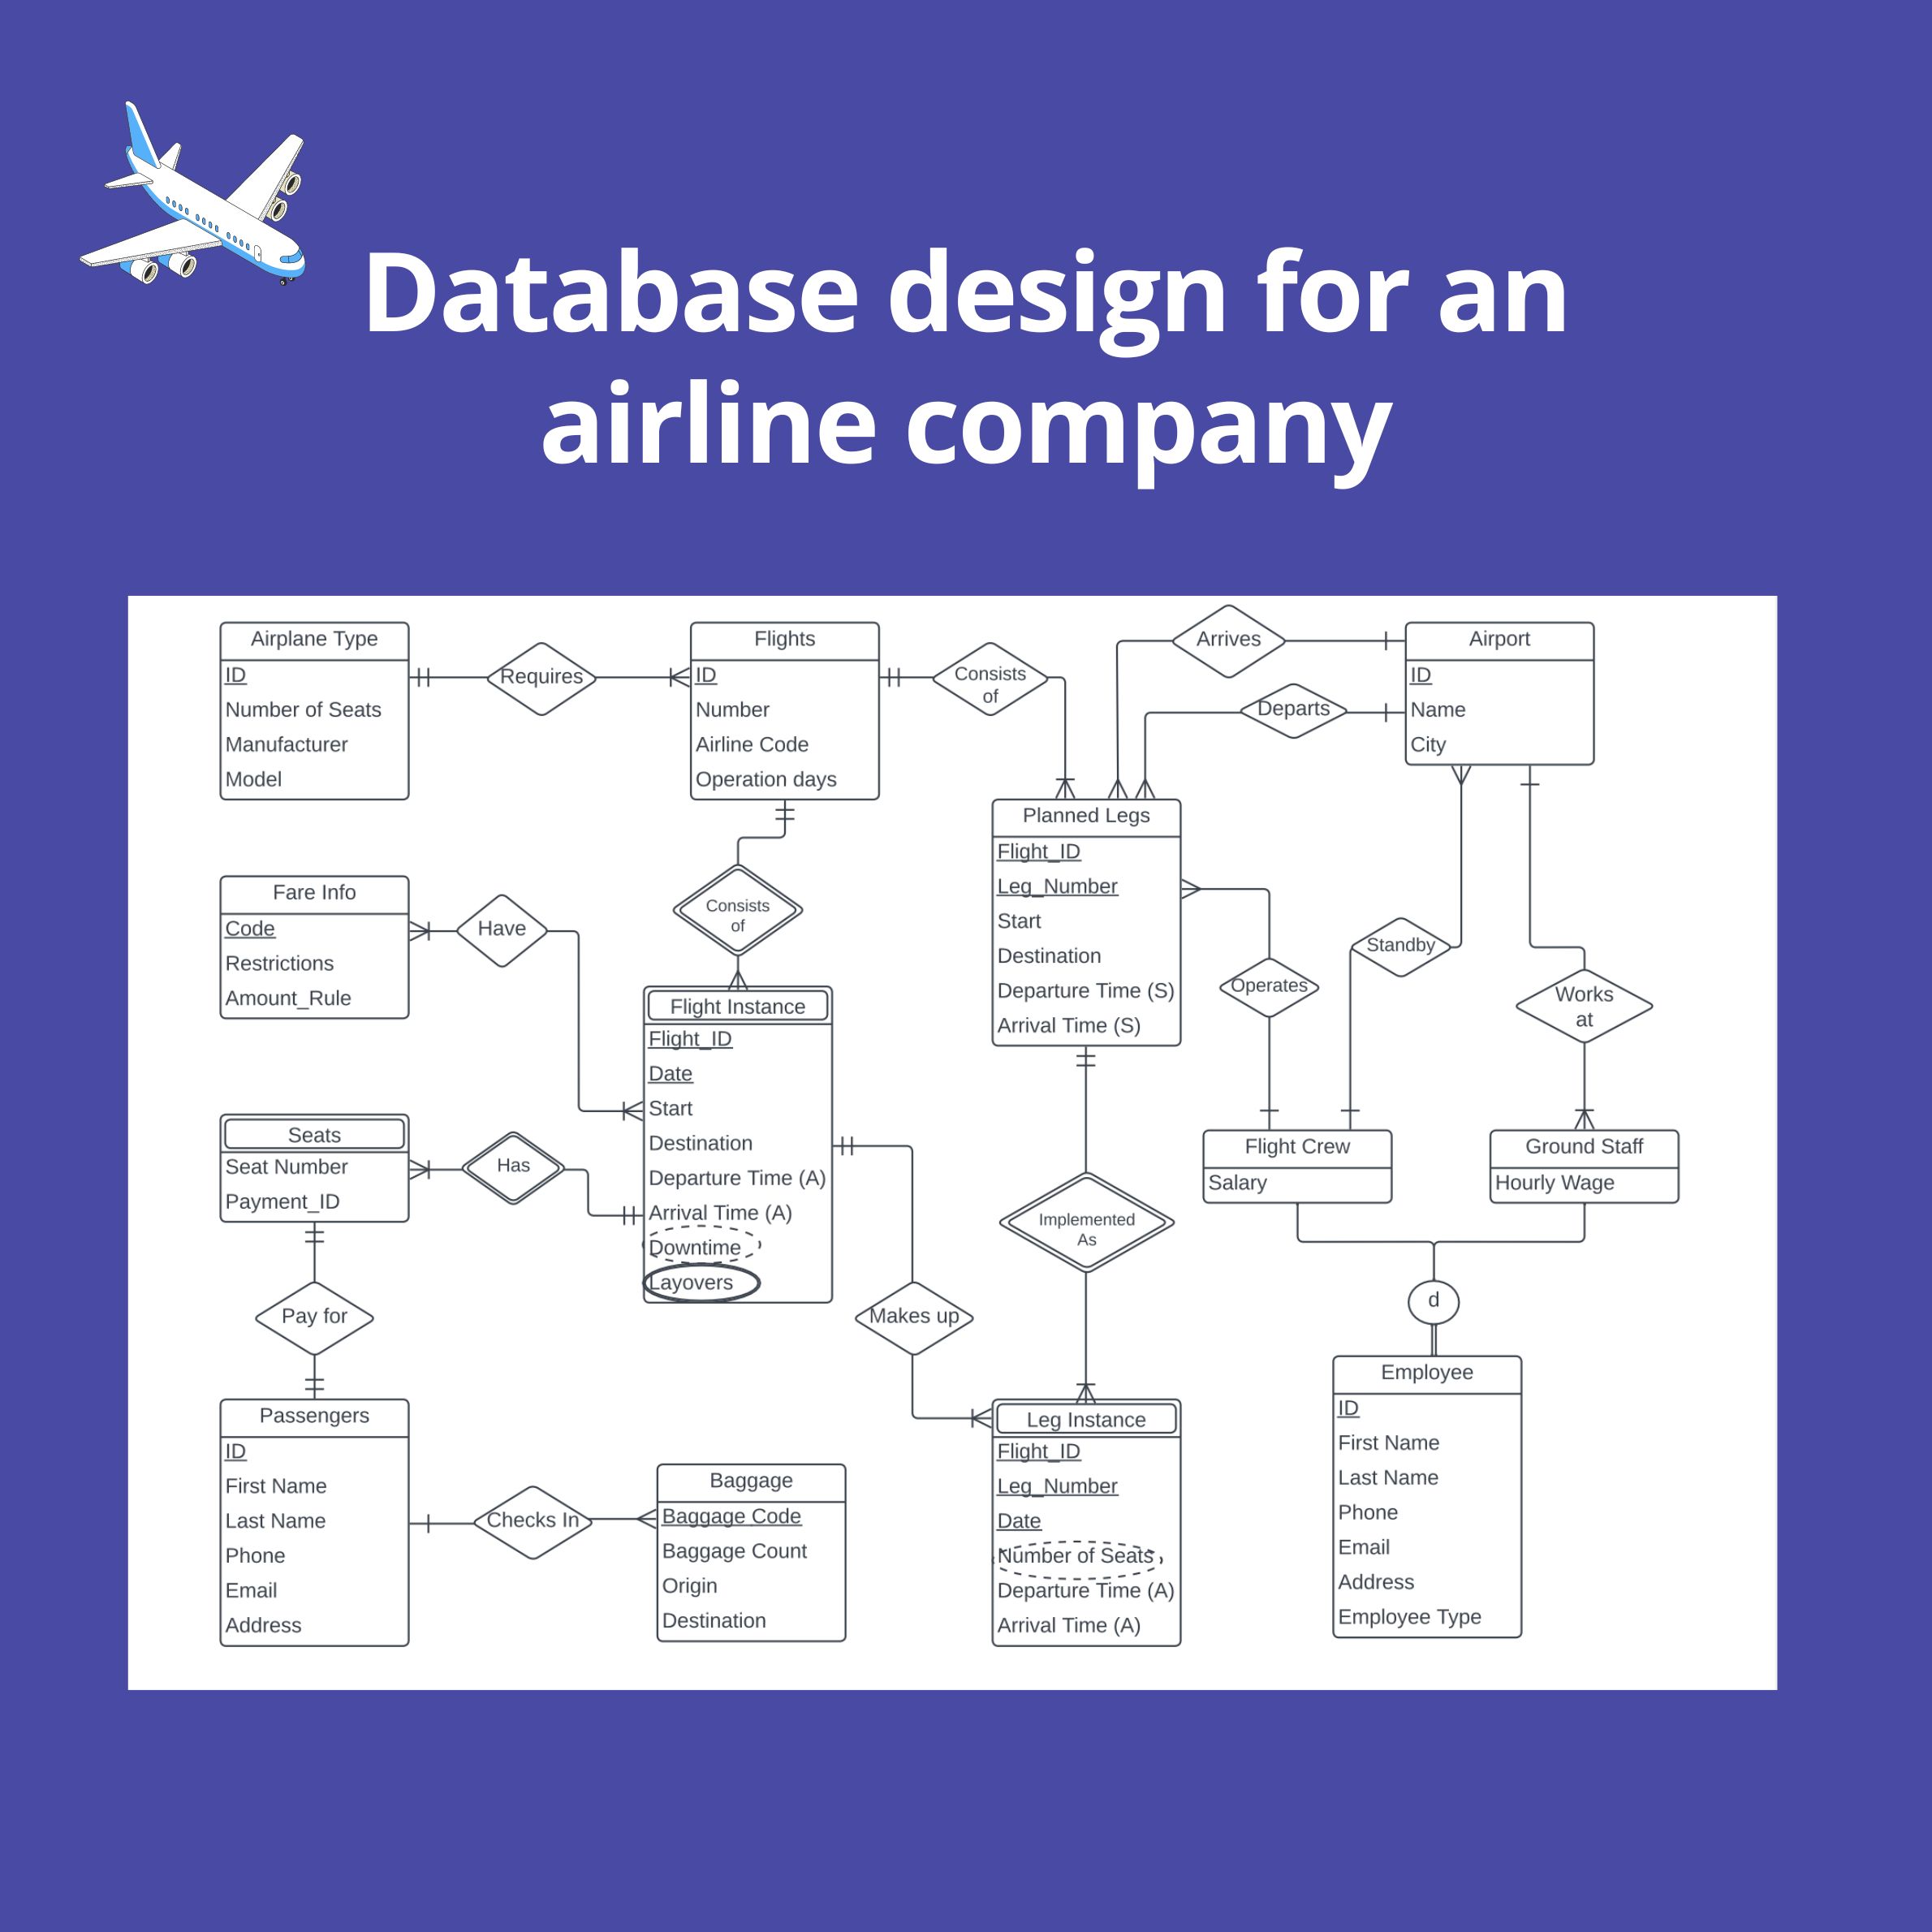 Database design for an
airline company
Airplane Type
ID
Number of Seats
Manufacturer
Model
Requires
Flights
ID
Number
Airline Code
Operation days
Consists
of
Arrives
Departs
Airport
ID
Name
City
Fare Info
Code
Restrictions
Amount_Rule
Have
Consists
of
Planned Legs
Flight_ID
Leg_Number
Start
Destination
Departure Time (S)
Arrival Time (S)
Operates
Standby
Works
at
Flight Instance
Flight_ID
Date
Start
Destination
Departure Time (A)
Arrival Time (A)
Downtime
Layovers
Seats
Seat Number
Payment_ID
Has
Flight Crew
Salary
Ground Staff
Hourly Wage
Implemented
As
Pay for
Makes up
d
Passengers
ID
First Name
Last Name
Phone
Email
Address
Checks In
Baggage
Baggage Code
Baggage Count
Origin
Destination
Leg Instance
Flight_ID
Leg_Number
Date
Number of Seats
Departure Time (A)
Arrival Time (A)
Employee
ID
First Name
Last Name
Phone
Email
Address
Employee Type